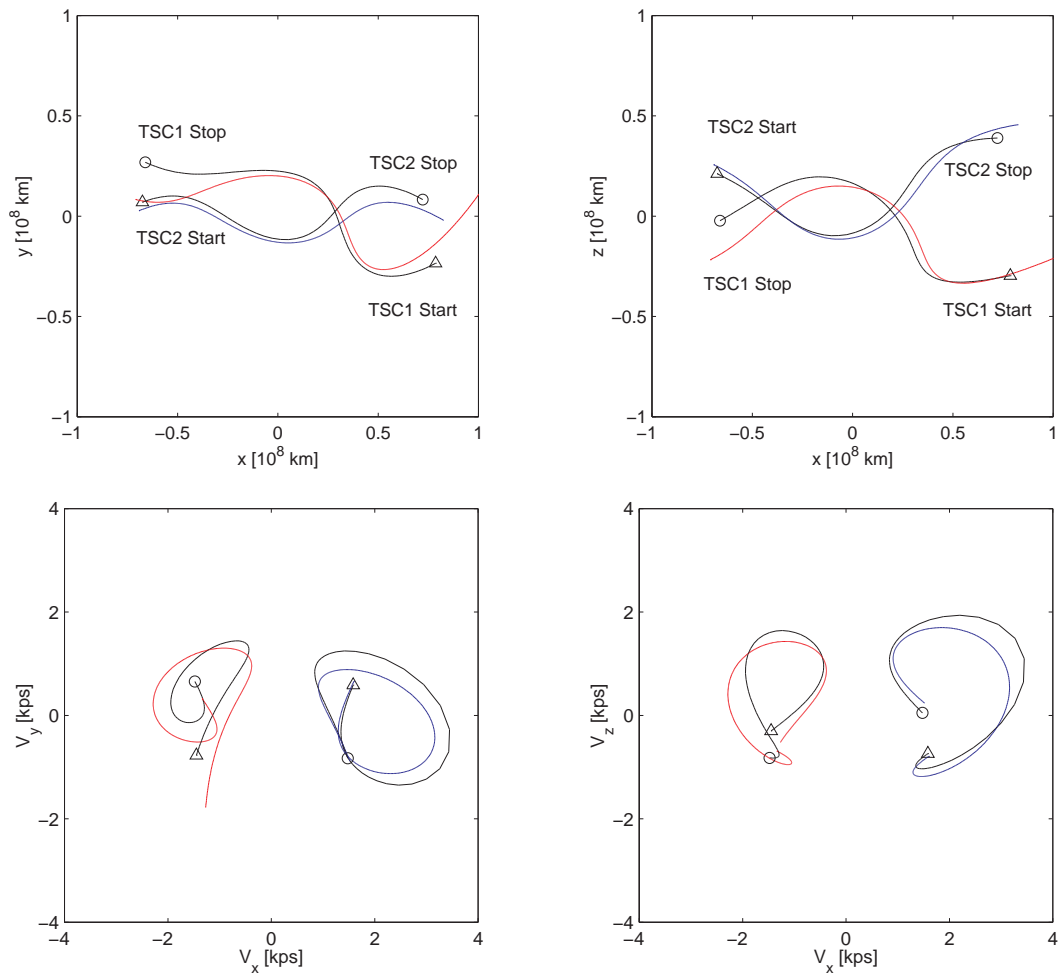 1
0.5
0
−0.5
−1
−1
−0.5
0
0.5
1
y [10^8 km]
x [10^8 km]
TSC1 Stop
TSC2 Stop
TSC2 Start
TSC1 Start
1
0.5
0
−0.5
−1
−1
−0.5
0
0.5
1
z [10^8 km]
x [10^8 km]
TSC2 Start
TSC2 Stop
TSC1 Stop
TSC1 Start
4
2
0
−2
−4
−4
−2
0
2
4
V_y [kps]
V_x [kps]
4
2
0
−2
−4
−4
−2
0
2
4
V_z [kps]
V_x [kps]